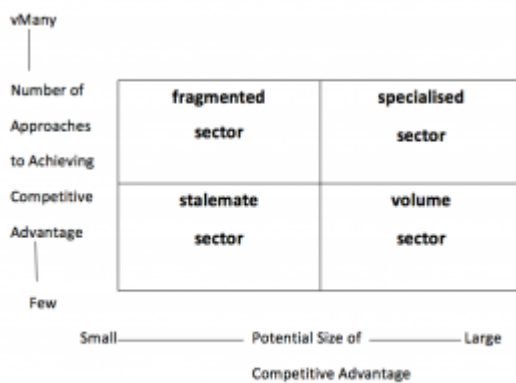 vMany
Number of
Approaches
to Achieving
Competitive
Advantage
Few
fragmented
sector
specialised
sector
stalemate
sector
volume
sector
Small
Potential Size of
Large
Competitive Advantage